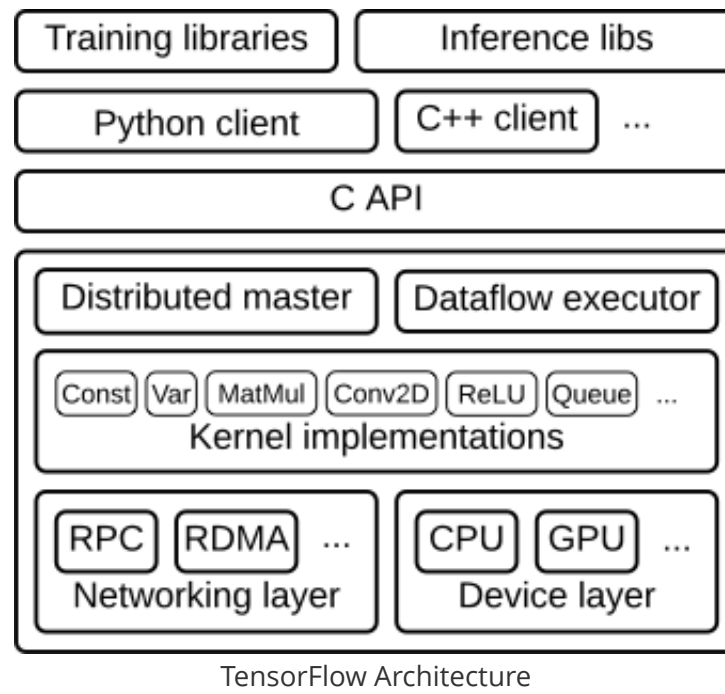 Training libraries Inference libs
Python client C++ client ...
C API
Distributed master Dataflow executor
Const Var MatMul Conv2D ReLU Queue ...
Kernel implementations
RPC RDMA ... CPU GPU ...
Networking layer Device layer
TensorFlow Architecture